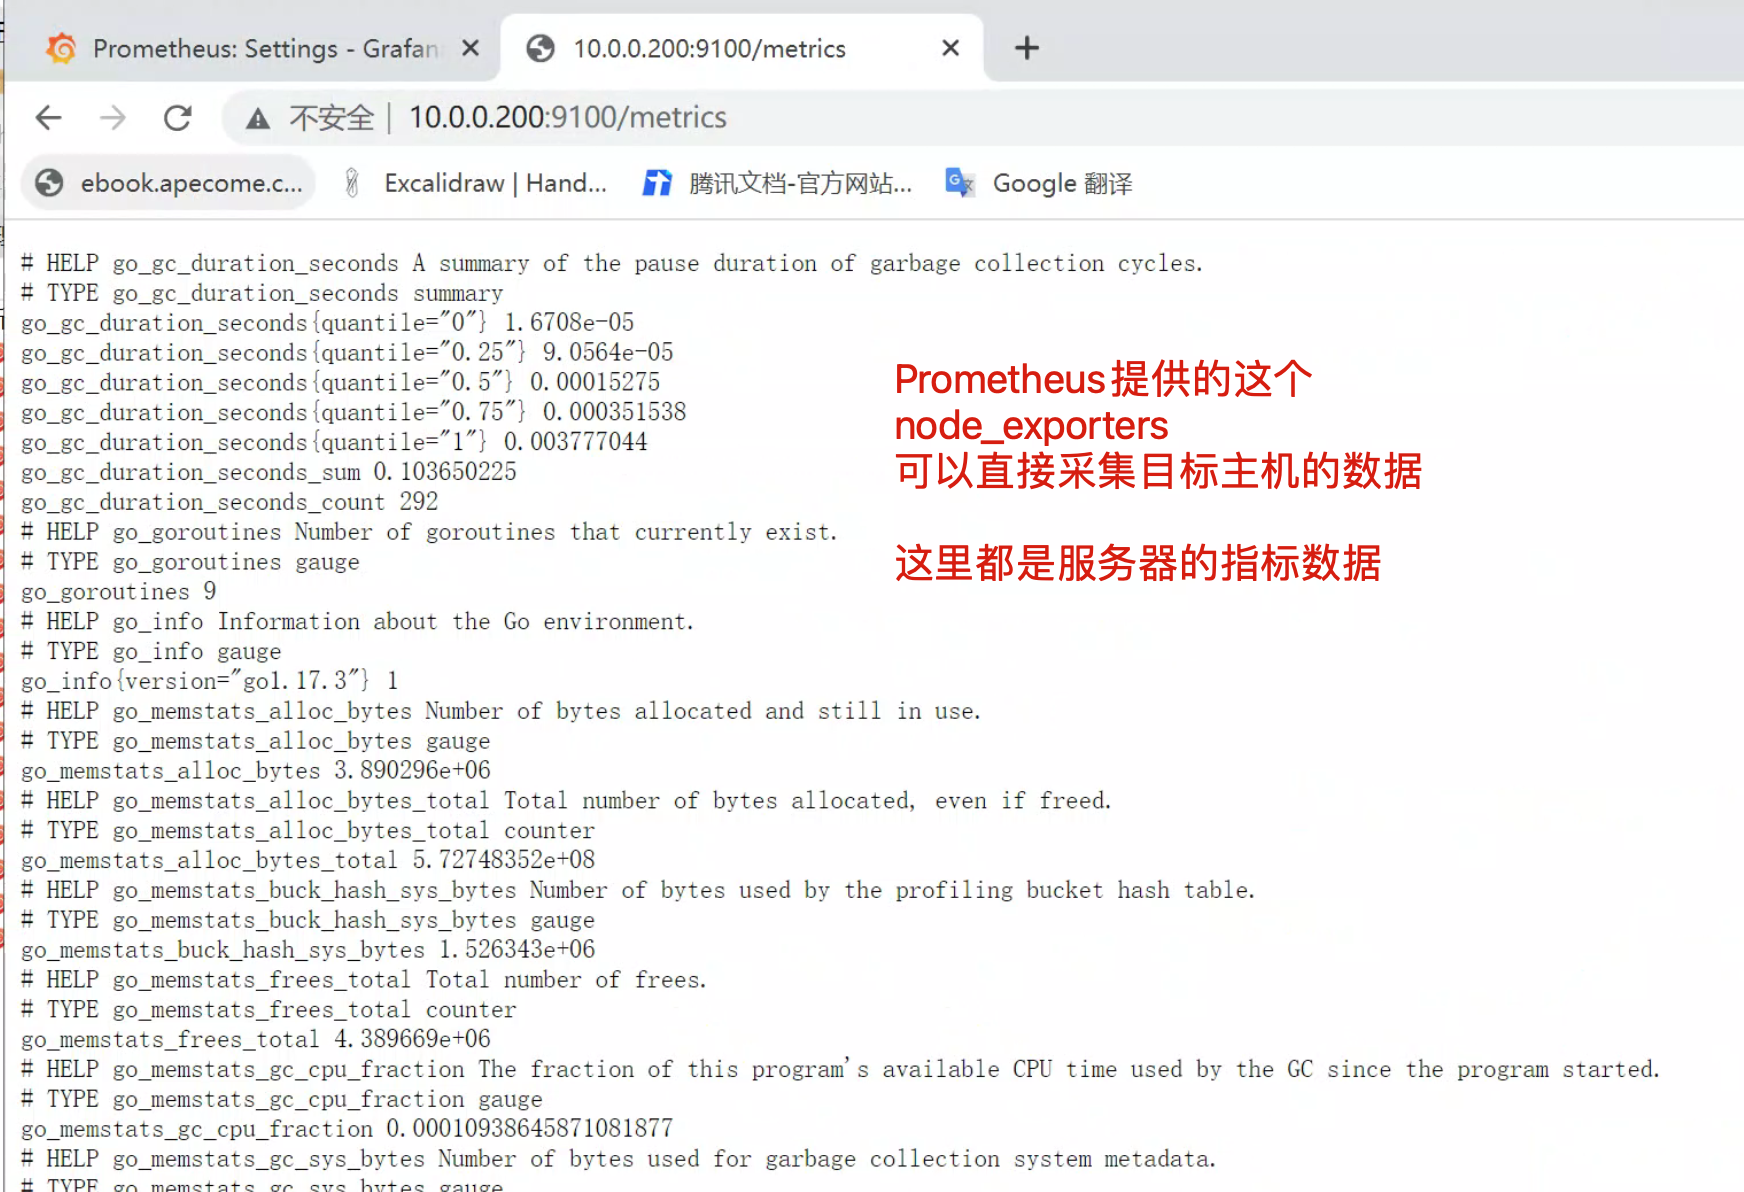 Prometheus: Settings - Grafan
10.0.0.200:9100/metrics
不安全 | 10.0.0.200:9100/metrics
ebook.apecome.c...
Excalidraw | Hand...
腾讯文档-官方网站...
Google 翻译
# HELP go_gc_duration_seconds A summary of the pause duration of garbage collection cycles.
# TYPE go_gc_duration_seconds summary
go_gc_duration_seconds{quantile="0"} 1.6708e-05
go_gc_duration_seconds{quantile="0.25"} 9.0564e-05
go_gc_duration_seconds{quantile="0.5"} 0.00015275
go_gc_duration_seconds{quantile="0.75"} 0.000351538
go_gc_duration_seconds{quantile="1"} 0.003777044
go_gc_duration_seconds_sum 0.103650225
go_gc_duration_seconds_count 292
# HELP go_goroutines Number of goroutines that currently exist.
# TYPE go_goroutines gauge
go_goroutines 9
# HELP go_info Information about the Go environment.
# TYPE go_info gauge
go_info{version="go1.17.3"} 1
# HELP go_memstats_alloc_bytes Number of bytes allocated and still in use.
# TYPE go_memstats_alloc_bytes gauge
go_memstats_alloc_bytes 3.890296e+06
# HELP go_memstats_alloc_bytes_total Total number of bytes allocated, even if freed.
# TYPE go_memstats_alloc_bytes_total counter
go_memstats_alloc_bytes_total 5.72748352e+08
# HELP go_memstats_buck_hash_sys_bytes Number of bytes used by the profiling bucket hash table.
# TYPE go_memstats_buck_hash_sys_bytes gauge
go_memstats_buck_hash_sys_bytes 1.526343e+06
# HELP go_memstats_frees_total Total number of frees.
# TYPE go_memstats_frees_total counter
go_memstats_frees_total 4.389669e+06
# HELP go_memstats_gc_cpu_fraction The fraction of this program's available CPU time used by the GC since the program started.
# TYPE go_memstats_gc_cpu_fraction gauge
go_memstats_gc_cpu_fraction 0.00010938645871081877
# HELP go_memstats_gc_sys_bytes Number of bytes used for garbage collection system metadata.
# TYPE go_memstats_gc_sys_bytes gauge
Prometheus提供的这个
node_exporters
可以直接采集目标主机的数据
这里都是服务器的指标数据